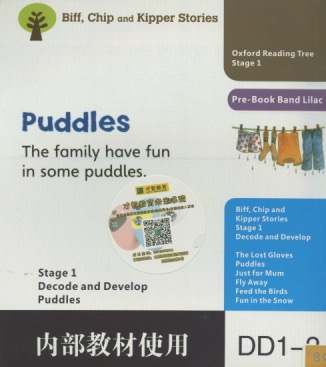 Biff, Chip and Kipper Stories
Oxford Reading Tree
Stage 1
Pre-Book Band Lilac
Puddles
The family have fun
in some puddles.
Biff, Chip and
Kipper Stories
Stage 1
Decode and Develop
The Lost Gloves
Puddles
Just for Mum
Fly Away
Feed the Birds
Fun in the Snow
Stage 1
Decode and Develop
Puddles
内部教材使用
DD1-2